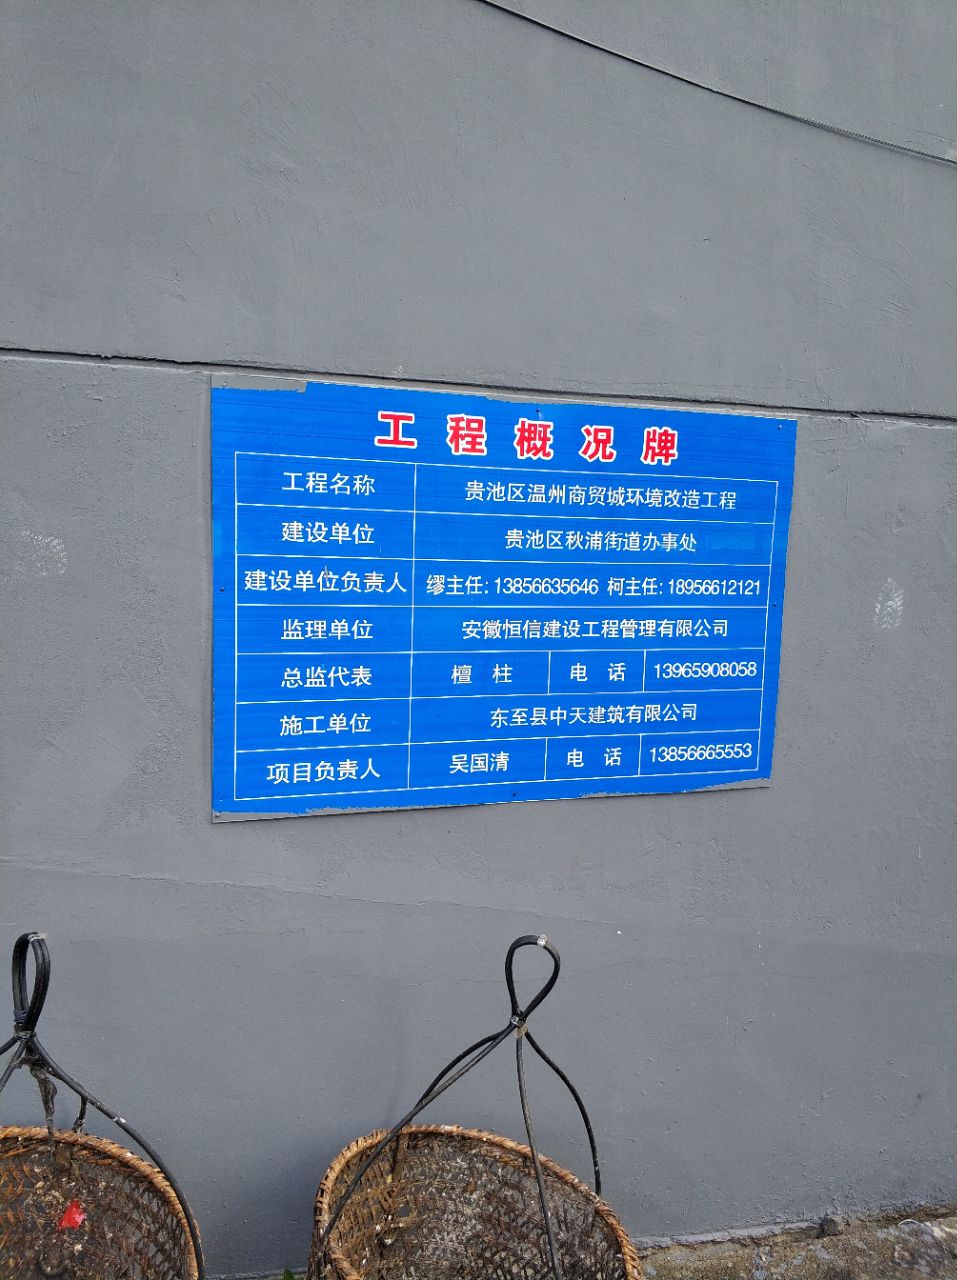 工程概况牌
工程名称 贵池区温州商贸城环境改造工程
建设单位 贵池区秋浦街道办事处
建设单位负责人 缪主任: 13856635646 柯主任: 18956612121
监理单位 安徽恒信建设工程管理有限公司
总监代表 檀 柱 电 话 13965908058
施工单位 东至县中天建筑有限公司
项目负责人 吴国清 电 话 13856665553